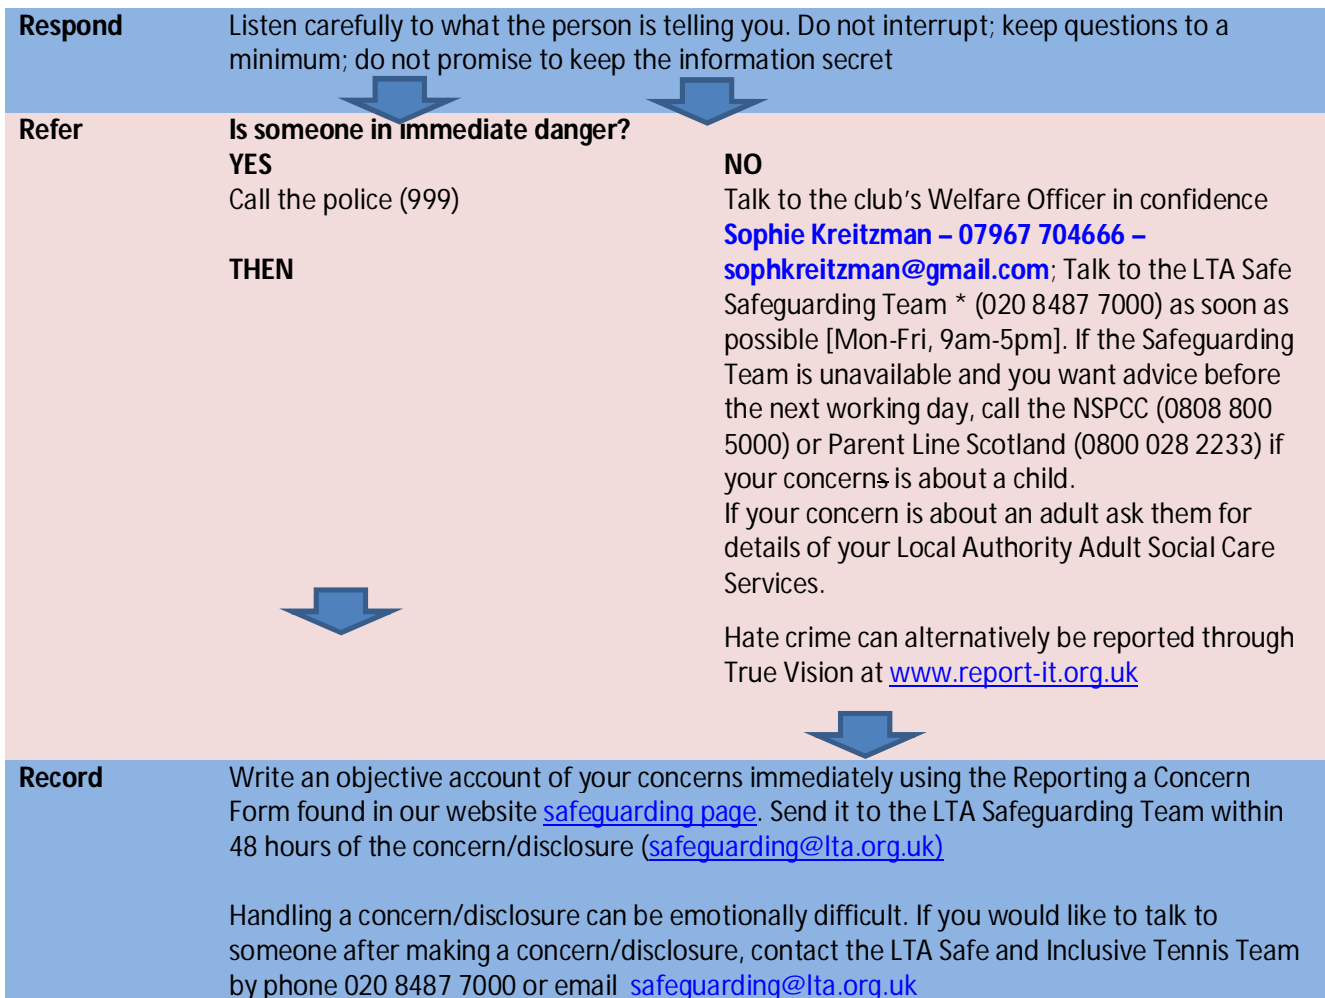 Respond
Listen carefully to what the person is telling you. Do not interrupt; keep questions to a
minimum; do not promise to keep the information secret
Refer
Is someone in immediate danger?
YES
Call the police (999)
THEN
NO
Talk to the club's Welfare Officer in confidence
Sophie Kreitzman – 07967 704666 –
sophkreitzman@gmail.com; Talk to the LTA Safe
Safeguarding Team * (020 8487 7000) as soon as
possible [Mon-Fri, 9am-5pm]. If the Safeguarding
Team is unavailable and you want advice before
the next working day, call the NSPCC (0808 800
5000) or Parent Line Scotland (0800 028 2233) if
your concerns is about a child.
If your concern is about an adult ask them for
details of your Local Authority Adult Social Care
Services.
Hate crime can alternatively be reported through
True Vision at www.report-it.org.uk
Record
Write an objective account of your concerns immediately using the Reporting a Concern
Form found in our website safeguarding page. Send it to the LTA Safeguarding Team within
48 hours of the concern/disclosure (safeguarding@lta.org.uk)
Handling a concern/disclosure can be emotionally difficult. If you would like to talk to
someone after making a concern/disclosure, contact the LTA Safe and Inclusive Tennis Team
by phone 020 8487 7000 or email safeguarding@lta.org.uk